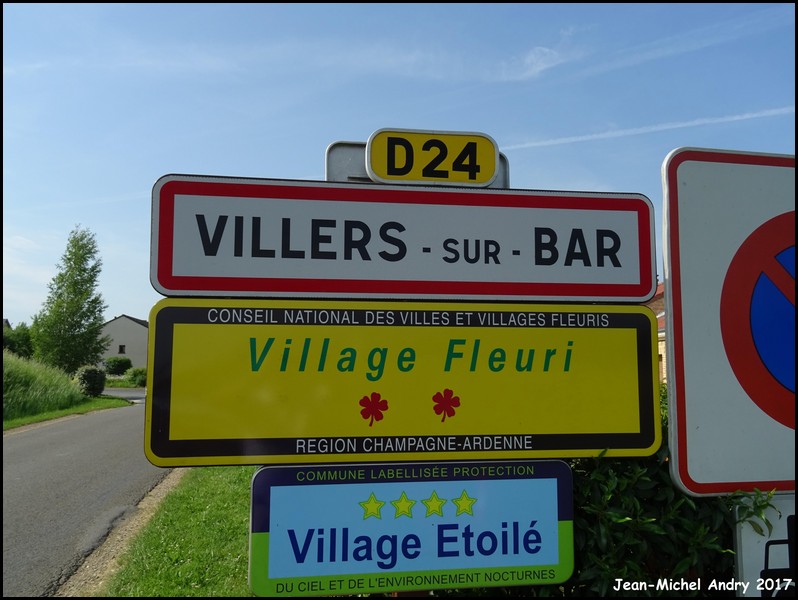 D24
VILLERS - SUR - BAR
CONSEIL NATIONAL DES VILLES ET VILLAGES FLEURIS
Village Fleuri
REGION CHAMPAGNE-ARDENNE
COMMUNE LABELLISÉE PROTECTION
Village Etoilé
DU CIEL ET DE L'ENVIRONNEMENT NOCTURNES
Jean-Michel Andry 2017